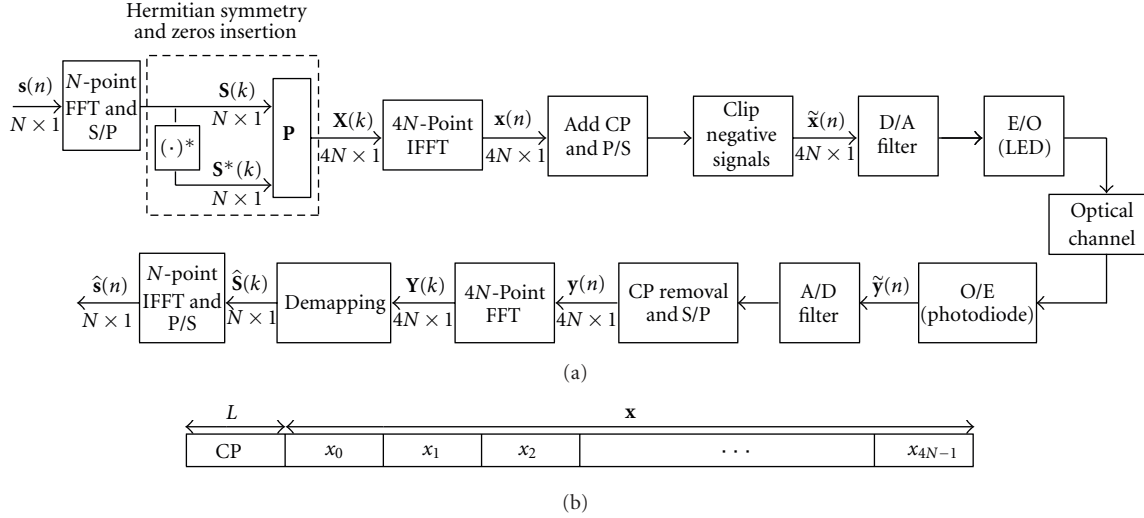 Hermitian symmetry
and zeros insertion
s(n)
N × 1
N-point
FFT and
S/P
(·)*
S(k)
N × 1
S*(k)
N × 1
P
X(k)
4N × 1
4N-Point
IFFT
x(n)
4N × 1
Add CP
and P/S
Clip
negative
signals
x̃(n)
4N × 1
D/A
filter
E/O
(LED)
Optical
channel
ŝ(n)
N × 1
N-point
IFFT and
P/S
Ŝ(k)
N × 1
Demapping
Y(k)
4N × 1
4N-Point
FFT
y(n)
4N × 1
CP removal
and S/P
A/D
filter
ỹ(n)
O/E
(photodiode)
(a)
L
x
CP
x₀
x₁
x₂
···
x₄N−1
(b)